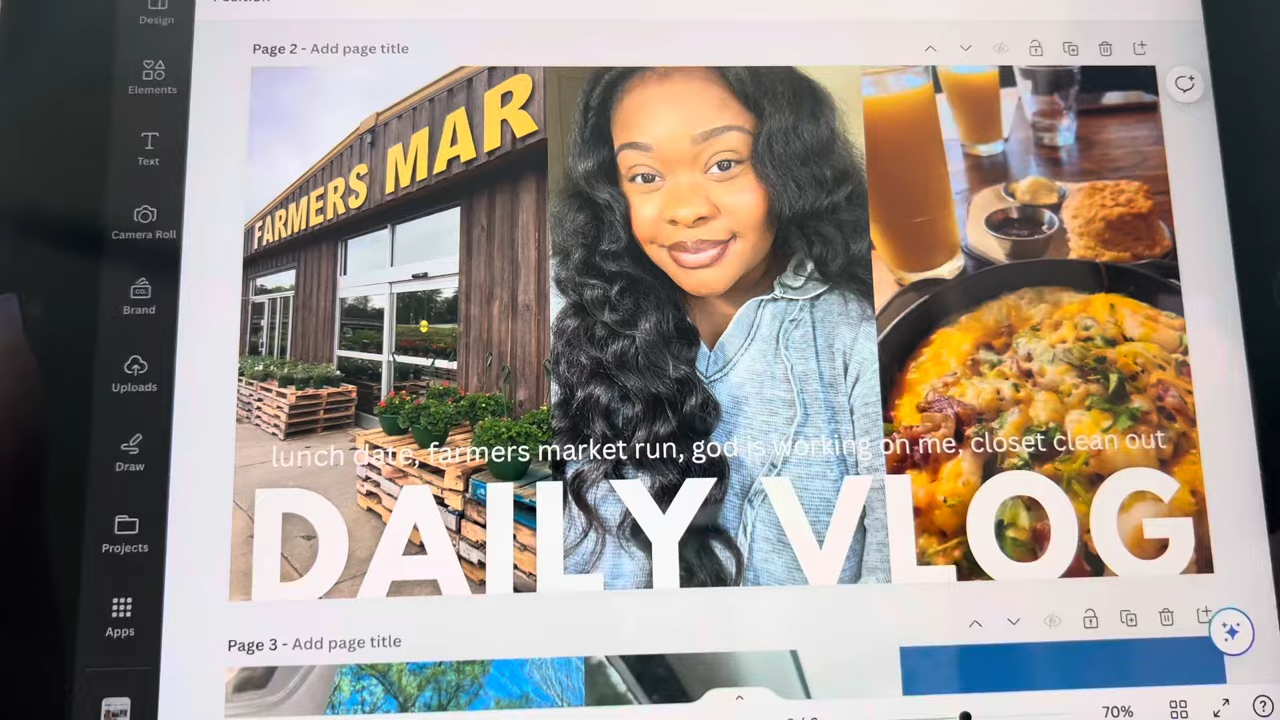 Design
Elements
Text
Camera Roll
CO.
Brand
Uploads
Draw
Projects
Apps
Page 2 - Add page title
FARMERS MAR
lunch date, farmers market run, god is working on me, closet clean out
DAILY VLOG
Page 3 - Add page title
70%
?